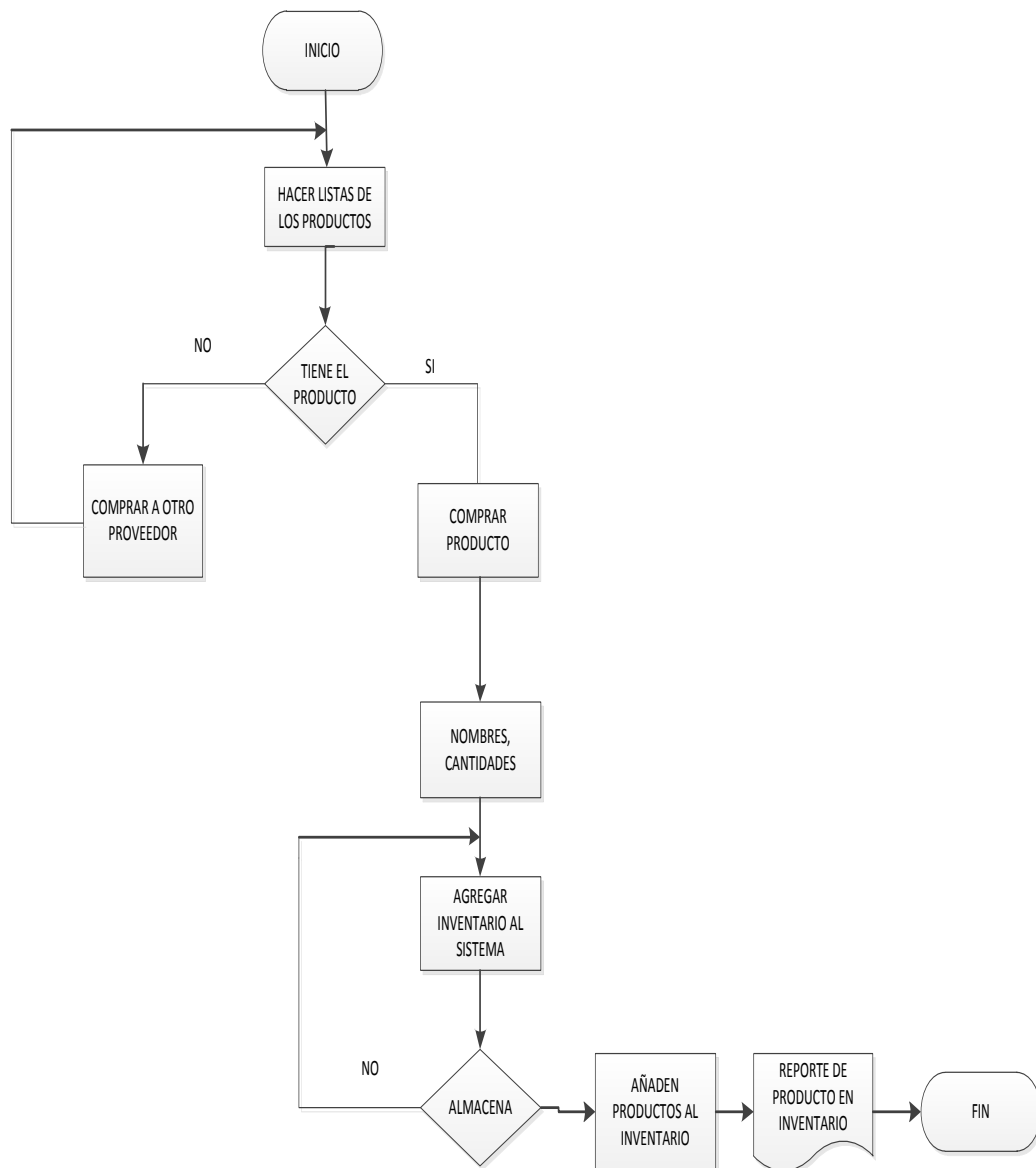 INICIO
HACER LISTAS DE
LOS PRODUCTOS
TIENE EL
PRODUCTO
NO
SI
COMPRAR A OTRO
PROVEEDOR
COMPRAR
PRODUCTO
NOMBRES,
CANTIDADES
AGREGAR
INVENTARIO AL
SISTEMA
ALMACENA
NO
AÑADEN
PRODUCTOS AL
INVENTARIO
REPORTE DE
PRODUCTO EN
INVENTARIO
FIN